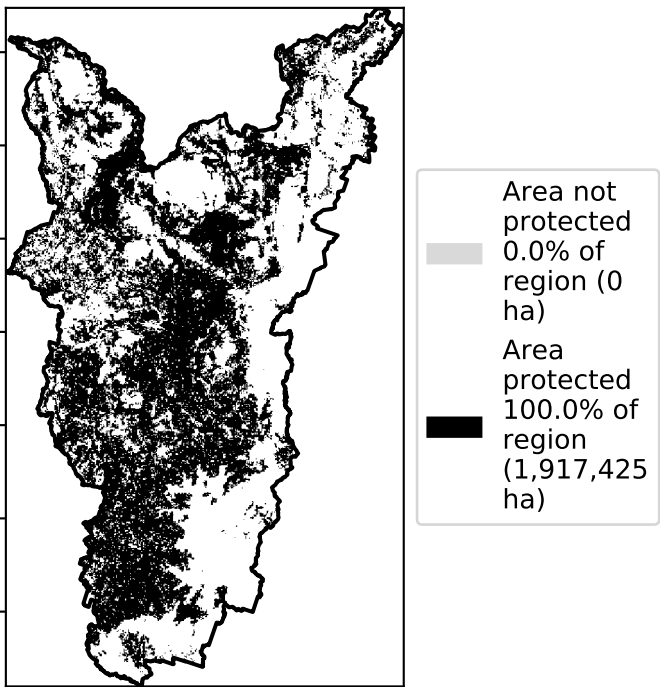 Area not
protected
0.0% of
region (0
ha)
Area
protected
100.0% of
region
(1,917,425
ha)